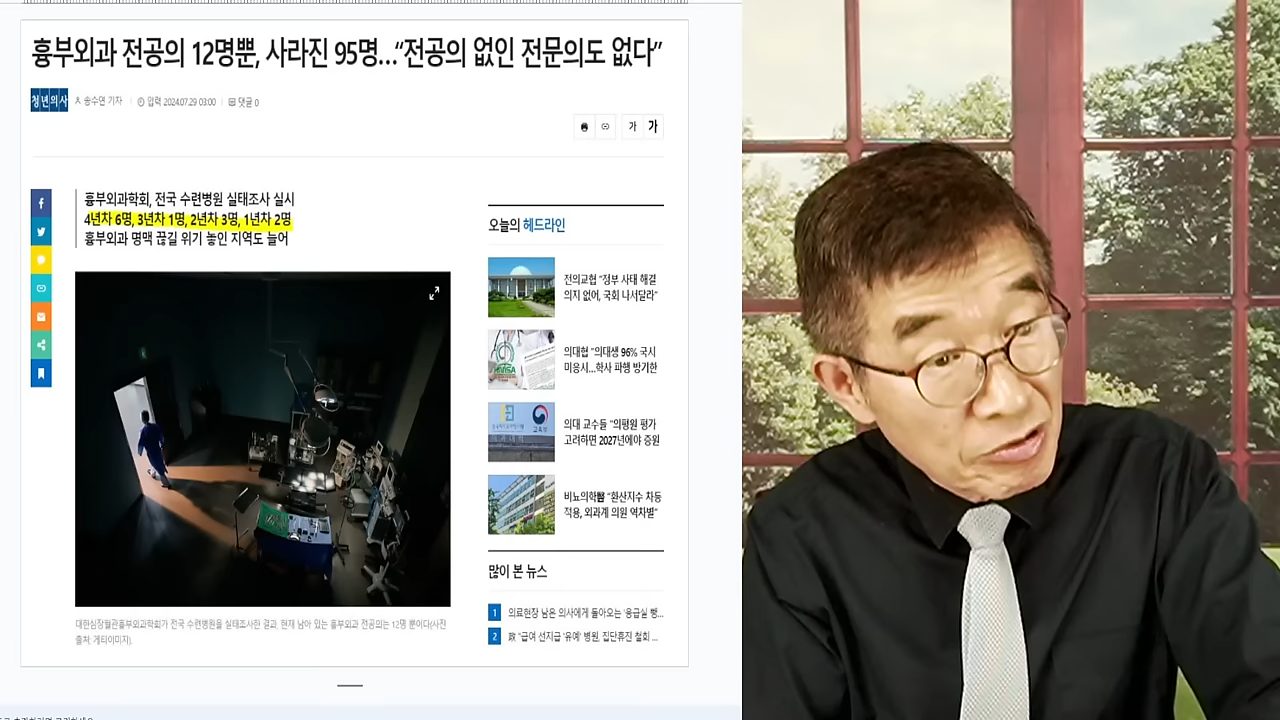 흉부외과 전공의 12명뿐, 사라진 95명…“전공의 없인 전문의도 없다”
청년의사 송수연 기자 입력 2024.07.29 03:00 댓글 0
가 가
흉부외과학회, 전국 수련병원 실태조사 실시
4년차 6명, 3년차 1명, 2년차 3명, 1년차 2명
흉부외과 명맥 끊길 위기 놓인 지역도 늘어
대한심장혈관흉부외과학회가 전국 수련병원을 실태조사한 결과, 현재 남아 있는 흉부외과 전공의는 12명 뿐이다(사진
출처: 게티이미지).
오늘의 헤드라인
전의교협 “정부 사태 해결
의지 없어, 국회 나서달라”
의대협 “의대생 96% 국시
미응시…학사 파행 방기한
의대 교수들 “의평원 평가
고려하면 2027년에야 증원
비뇨의학醫 “환산지수 차등
적용, 외과계 의원 역차별”
많이 본 뉴스
1 의료현장 남은 의사에게 돌아오는 ‘응급실 뺑...
2 政 “급여 선지급 ‘유예’ 병원, 집단휴진 철회 ...